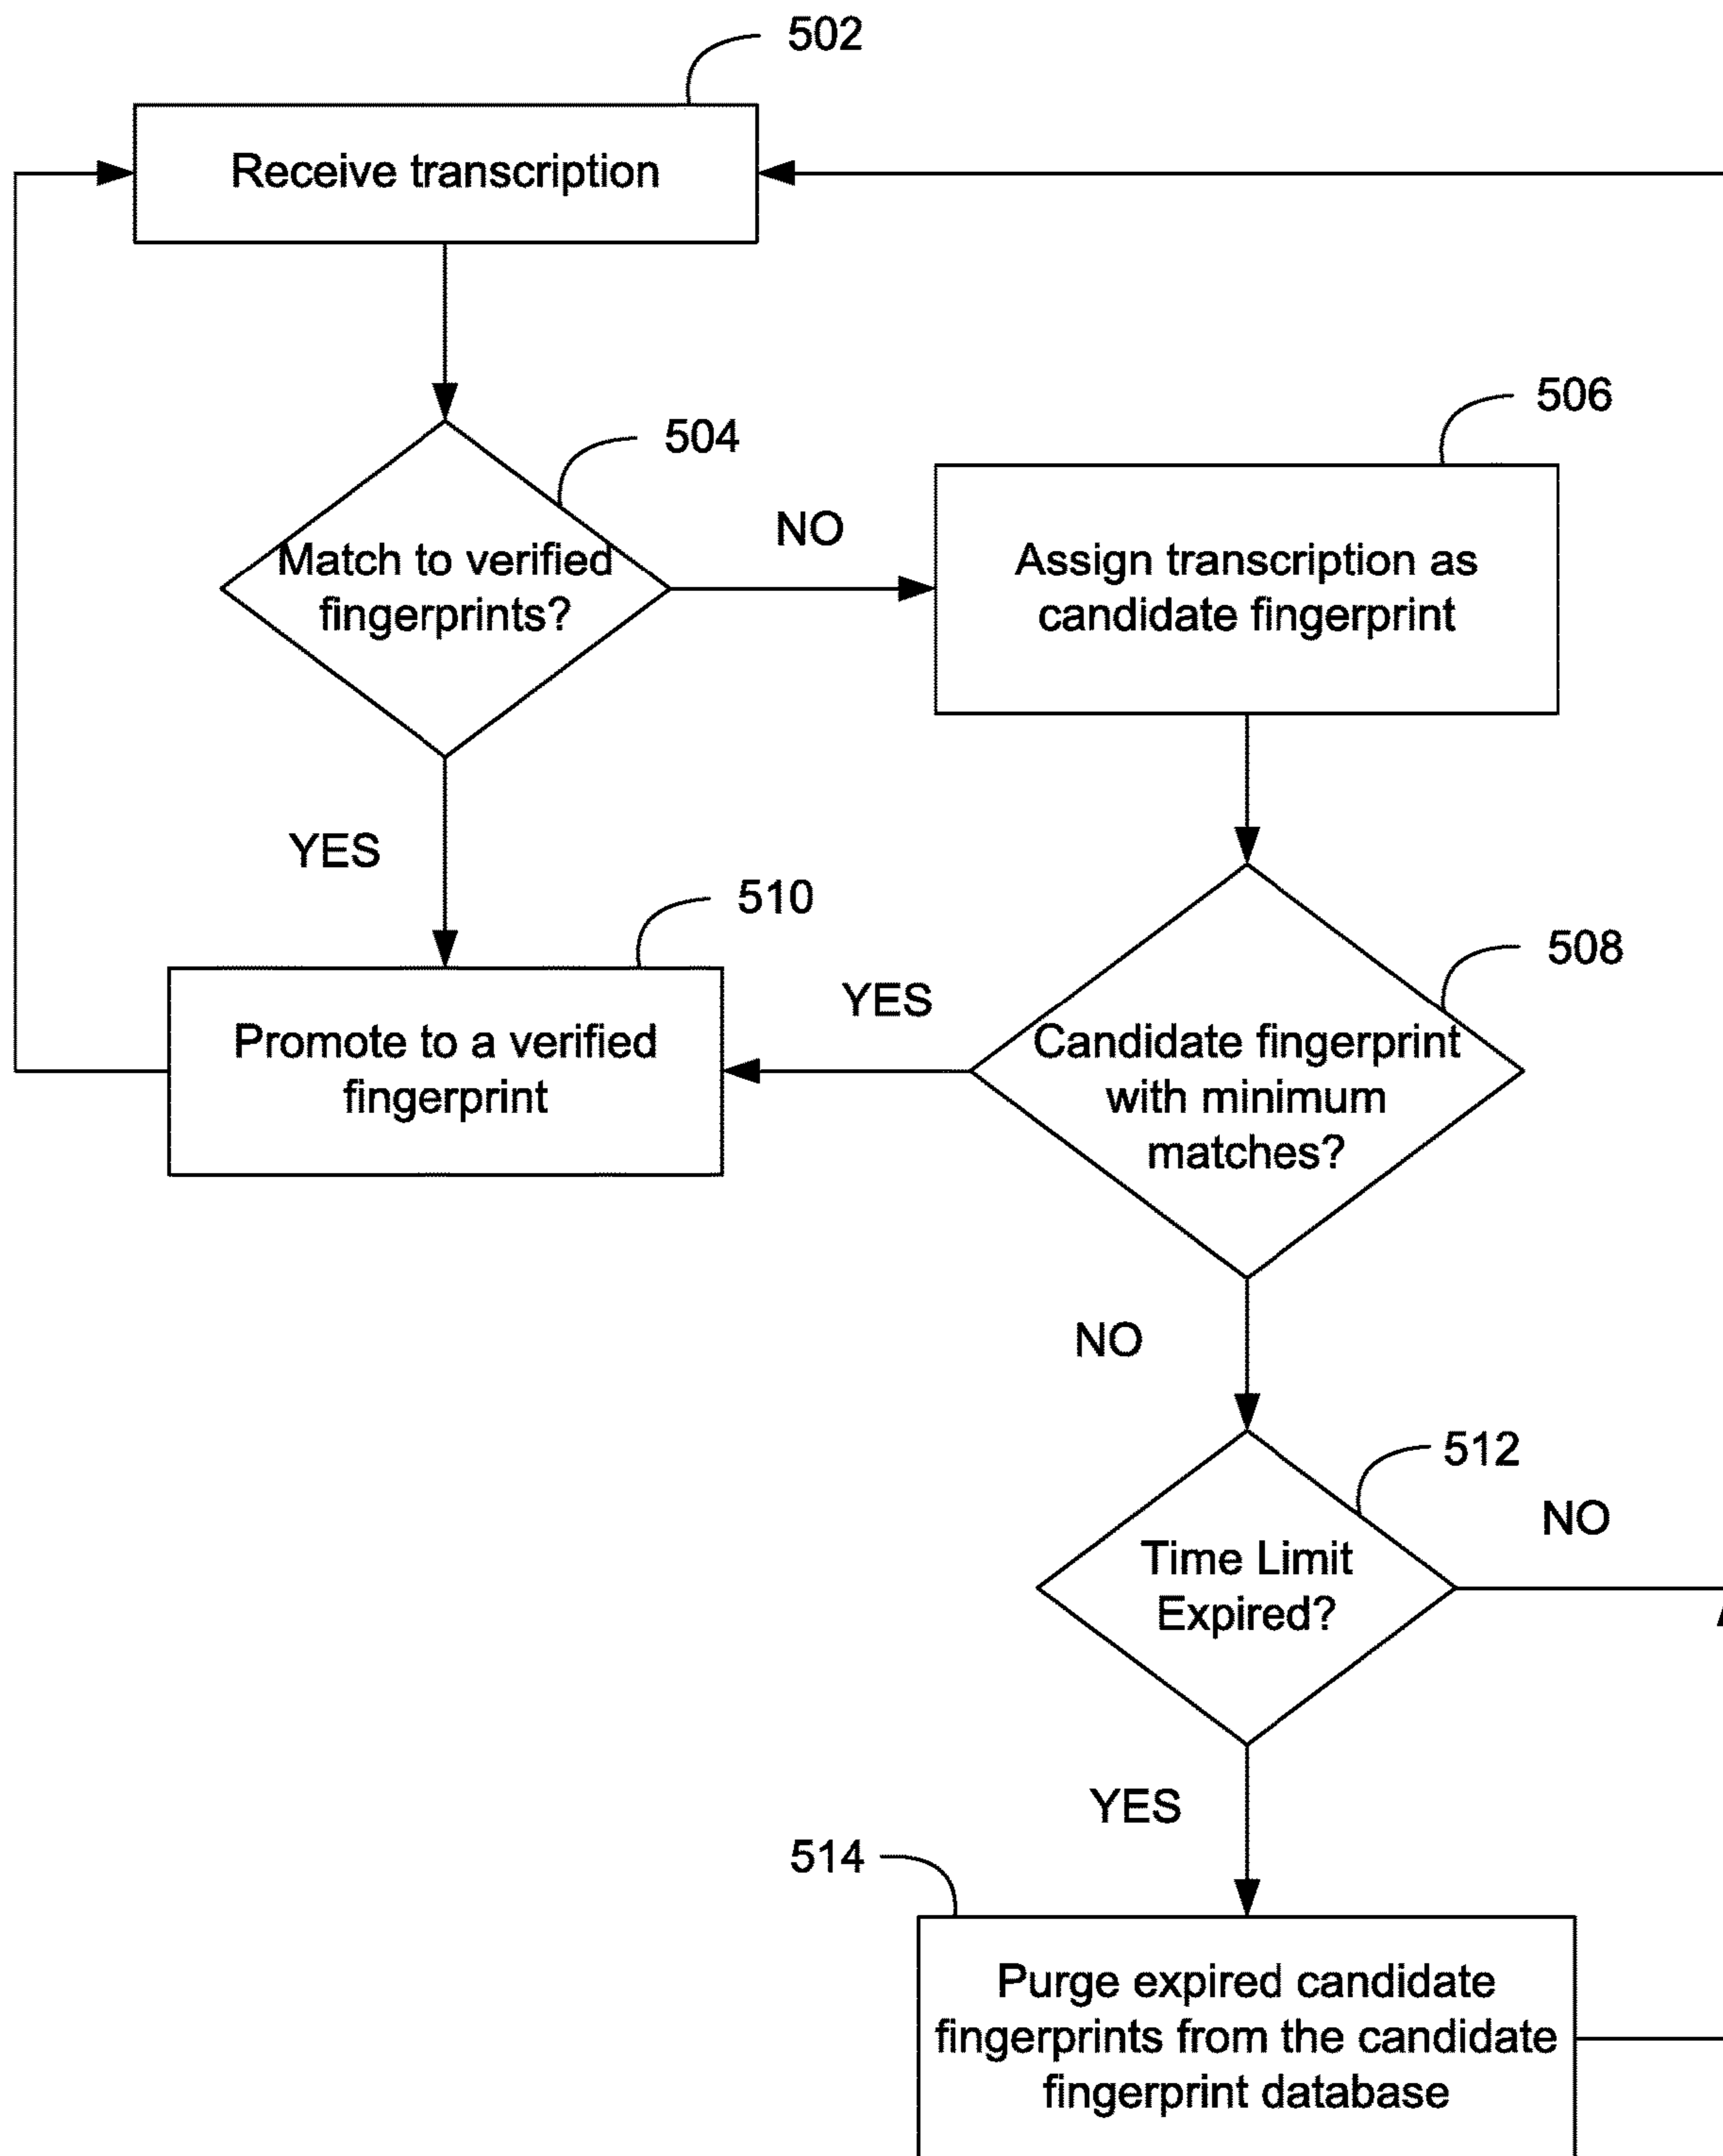 502
Receive transcription
504
Match to verified
fingerprints?
NO
506
Assign transcription as
candidate fingerprint
YES
510
Promote to a verified
fingerprint
YES
508
Candidate fingerprint
with minimum
matches?
NO
512
Time Limit
Expired?
NO
YES
514
Purge expired candidate
fingerprints from the candidate
fingerprint database